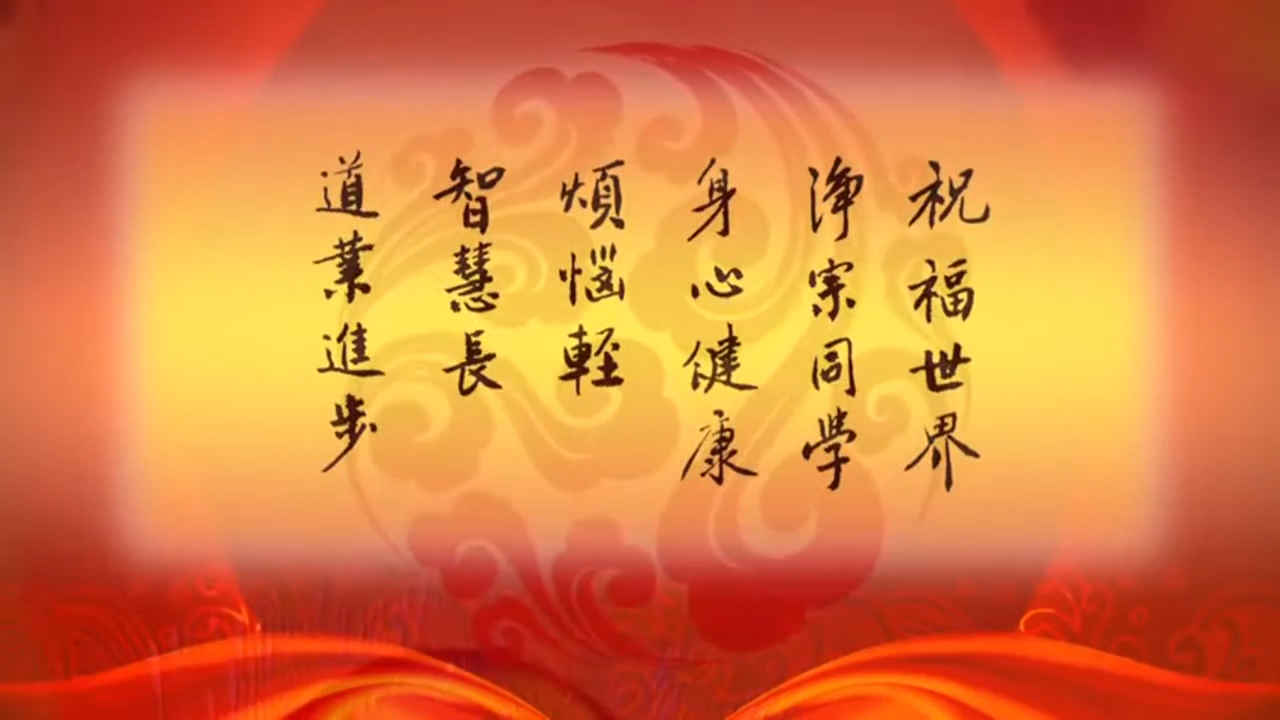 祝福世界
淨宗同學
身心健康
煩惱輕
智慧長
道業進步